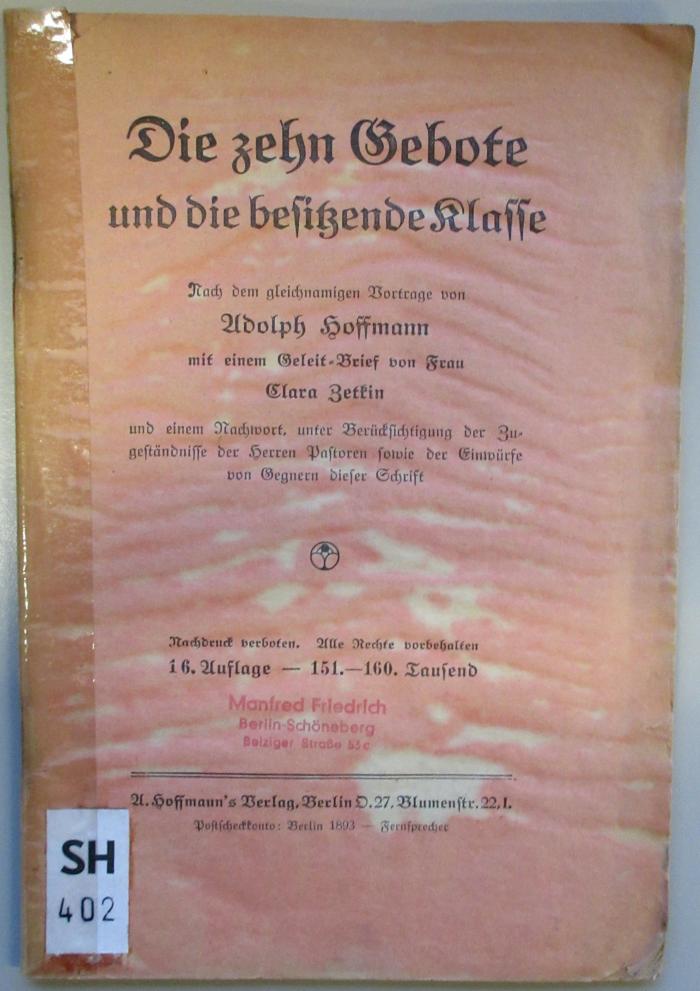 Die zehn Gebote
und die besitzende Klasse
Nach dem gleichnamigen Vortrage von
Adolph Hoffmann
mit einem Geleit-Brief von Frau
Clara Zetkin
und einem Nachwort, unter Berücksichtigung der Zu-
geständnisse der Herren Pastoren sowie der Einwürfe
von Gegnern dieser Schrift
Nachdruck verboten. Alle Rechte vorbehalten
16. Auflage — 151.—160. Tausend
Manfred Friedrich
Berlin-Schöneberg
Belziger Straße 53c
A. Hoffmann's Verlag, Berlin O. 27, Blumenstr. 22, I.
Postscheckkonto: Berlin 1893 — Fernsprecher
SH
402